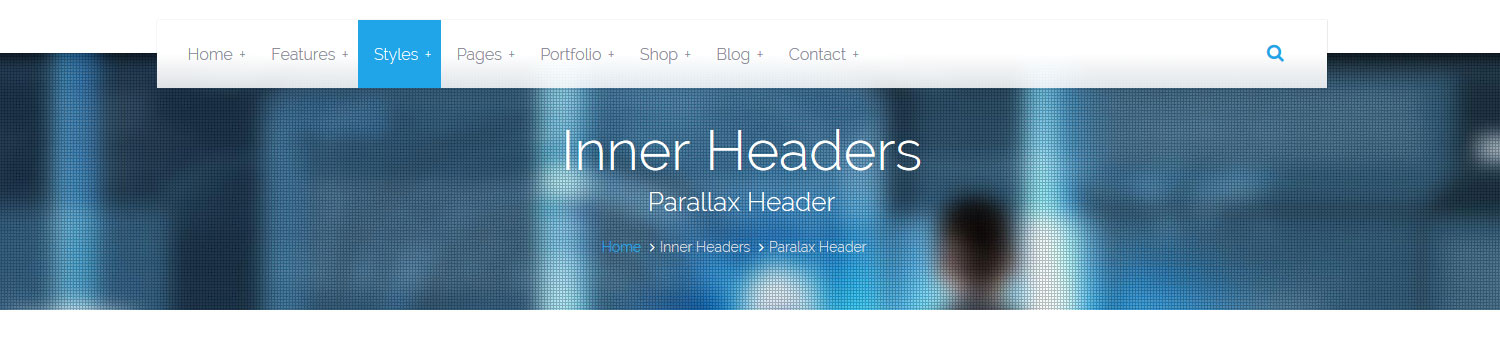 Home + Features + Styles + Pages + Portfolio + Shop + Blog + Contact +
Inner Headers
Parallax Header
Home > Inner Headers > Paralax Header